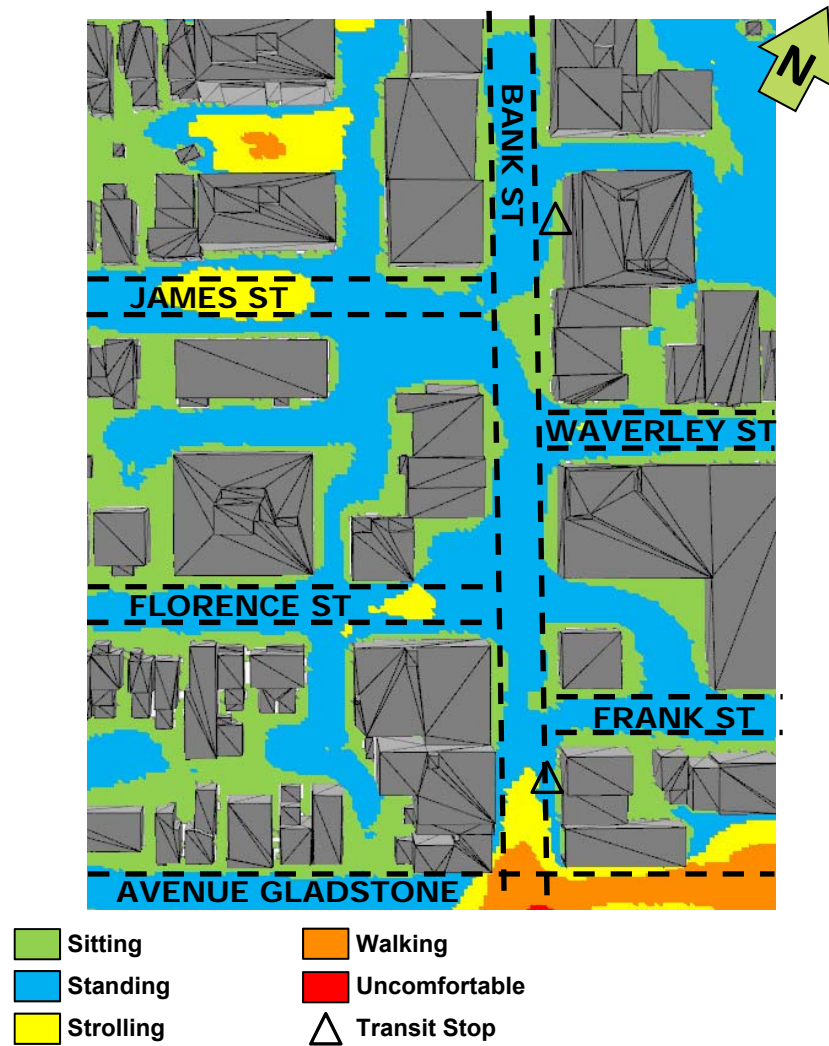 N
BANK ST
JAMES ST
WAVERLEY ST
FLORENCE ST
FRANK ST
AVENUE GLADSTONE
Sitting
Walking
Standing
Uncomfortable
Strolling
Transit Stop